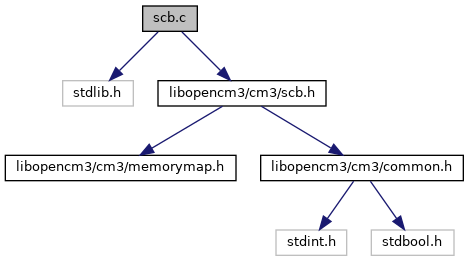 scb.c
stdlib.h
libopencm3/cm3/scb.h
libopencm3/cm3/memorymap.h
libopencm3/cm3/common.h
stdint.h
stdbool.h